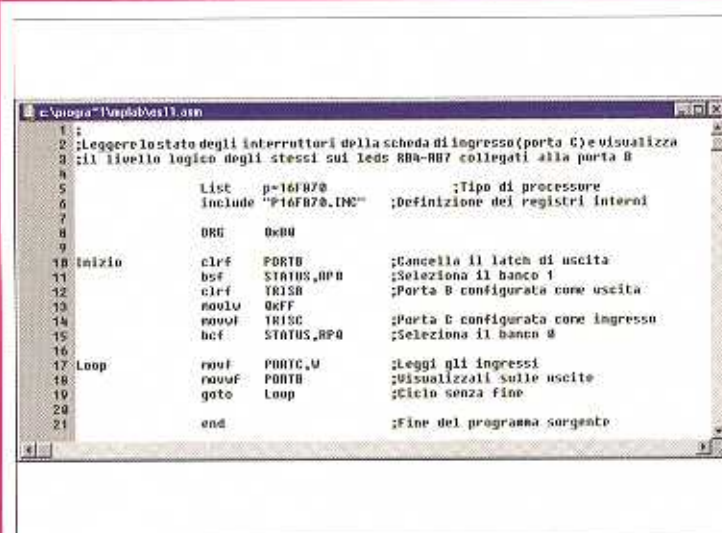 c:\progra~1\mplab\es11.asm
1 ;
2 ;Leggere lo stato degli interruttori della scheda di ingresso(porta C)e visualizza
3 ;il livello logico degli stessi sui leds RB4-RB7 collegati alla porta B
4
5 List p=16F870 ;Tipo di processore
6 include "P16F870.INC" ;Definizione dei registri interni
7
8 ORG 0x00
9
10 Inizio clrf PORTB ;Cancella il latch di uscita
11 bsf STATUS,RP0 ;Seleziona il banco 1
12 clrf TRISB ;Porta B configurata come uscita
13 movlw 0xFF
14 movwf TRISC ;Porta C configurata come ingresso
15 bcf STATUS,RP0 ;Seleziona il banco 0
16
17 Loop movf PORTC,W ;Leggi gli ingressi
18 movwf PORTB ;Visualizzali sulle uscite
19 goto Loop ;Ciclo senza fine
20
21 end ;Fine del programma sorgente